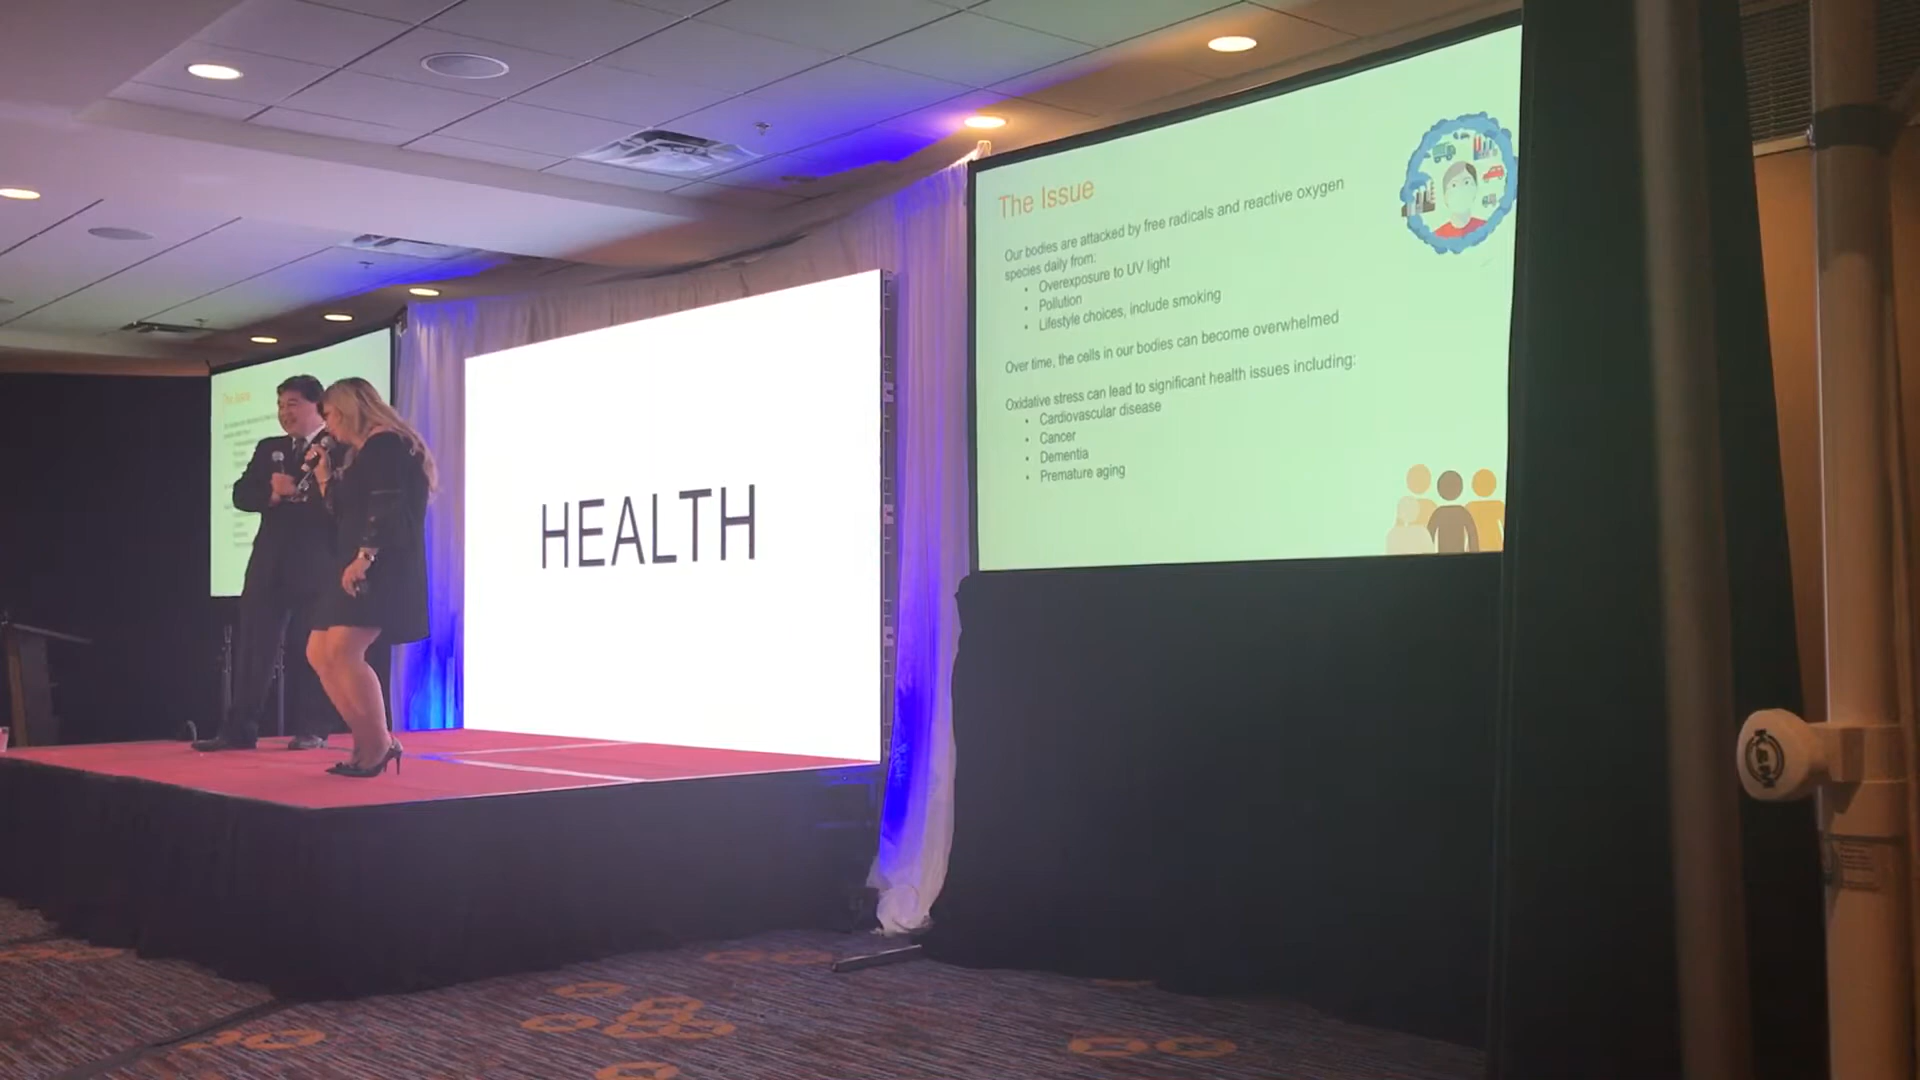 HEALTH
The Issue
Our bodies are attacked by free radicals and reactive oxygen
species daily from:
• Overexposure to UV light
• Pollution
• Lifestyle choices, include smoking
Over time, the cells in our bodies can become overwhelmed
Oxidative stress can lead to significant health issues including:
• Cardiovascular disease
• Cancer
• Dementia
• Premature aging
The Issue